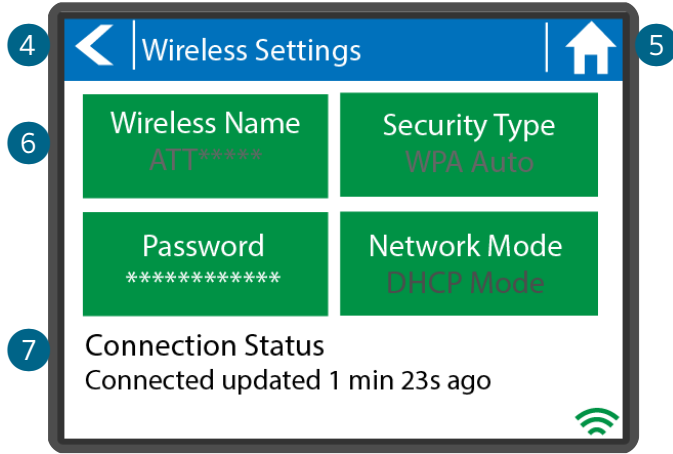 4
Wireless Settings
5
6
Wireless Name
ATT*****
Security Type
WPA Auto
Password
************
Network Mode
DHCP Mode
7
Connection Status
Connected updated 1 min 23s ago